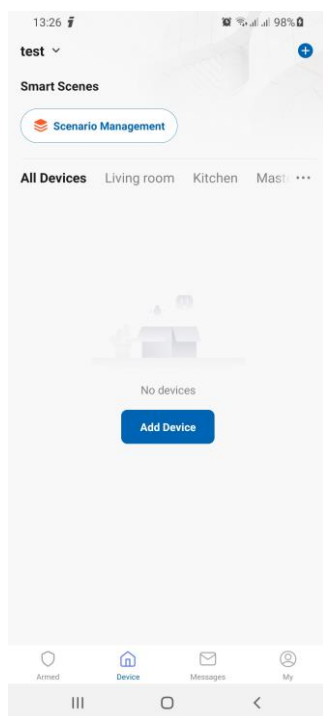 13:26 98%
test
Smart Scenes
Scenario Management
All Devices Living room Kitchen Mast ···
No devices
Add Device
Armed Device Messages My